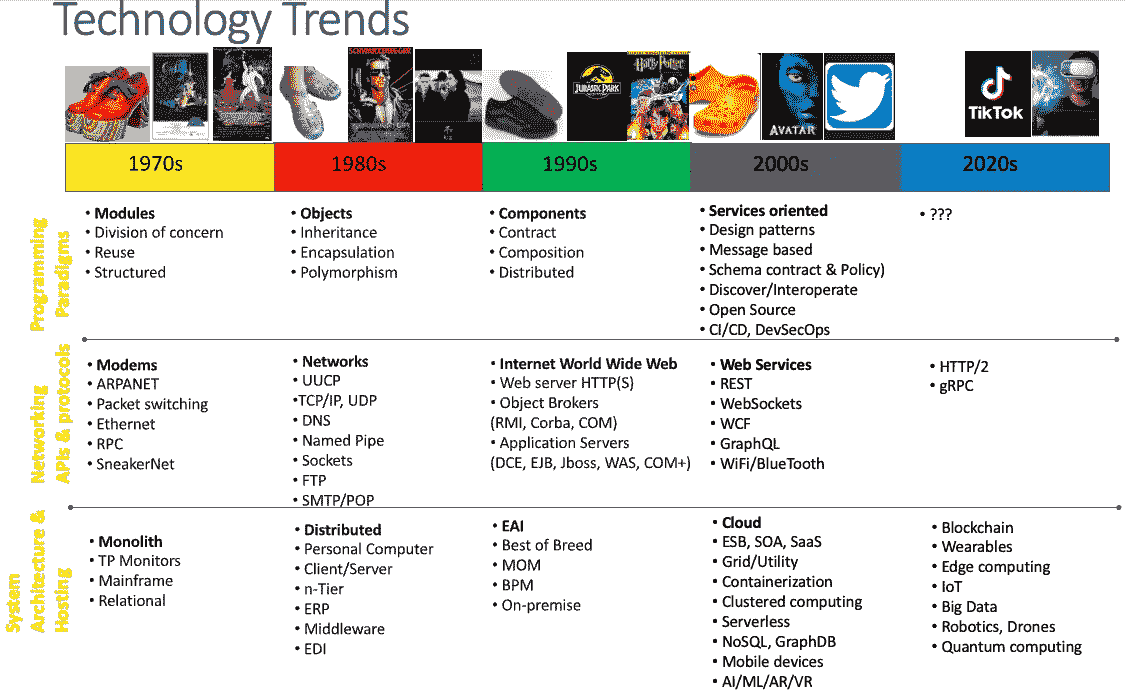 Technology Trends
JURASSIC PARK
Harry Potter
AVATAR
TikTok
1970s
1980s
1990s
2000s
2020s
Programming
Paradigms
• Modules
• Division of concern
• Reuse
• Structured
• Objects
• Inheritance
• Encapsulation
• Polymorphism
• Components
• Contract
• Composition
• Distributed
• Services oriented
• Design patterns
• Message based
• Schema contract & Policy)
• Discover/Interoperate
• Open Source
• CI/CD, DevSecOps
• ???
Networking
APIs & protocols
• Modems
• ARPANET
• Packet switching
• Ethernet
• RPC
• SneakerNet
• Networks
• UUCP
•TCP/IP, UDP
• DNS
• Named Pipe
• Sockets
• FTP
• SMTP/POP
• Internet World Wide Web
• Web server HTTP(S)
• Object Brokers
(RMI, Corba, COM)
• Application Servers
(DCE, EJB, Jboss, WAS, COM+)
• Web Services
• REST
• WebSockets
• WCF
• GraphQL
• WiFi/BlueTooth
• HTTP/2
• gRPC
System
Architecture &
Hosting
• Monolith
• TP Monitors
• Mainframe
• Relational
• Distributed
• Personal Computer
• Client/Server
• n-Tier
• ERP
• Middleware
• EDI
• EAI
• Best of Breed
• MOM
• BPM
• On-premise
• Cloud
• ESB, SOA, SaaS
• Grid/Utility
• Containerization
• Clustered computing
• Serverless
• NoSQL, GraphDB
• Mobile devices
• AI/ML/AR/VR
• Blockchain
• Wearables
• Edge computing
• IoT
• Big Data
• Robotics, Drones
• Quantum computing